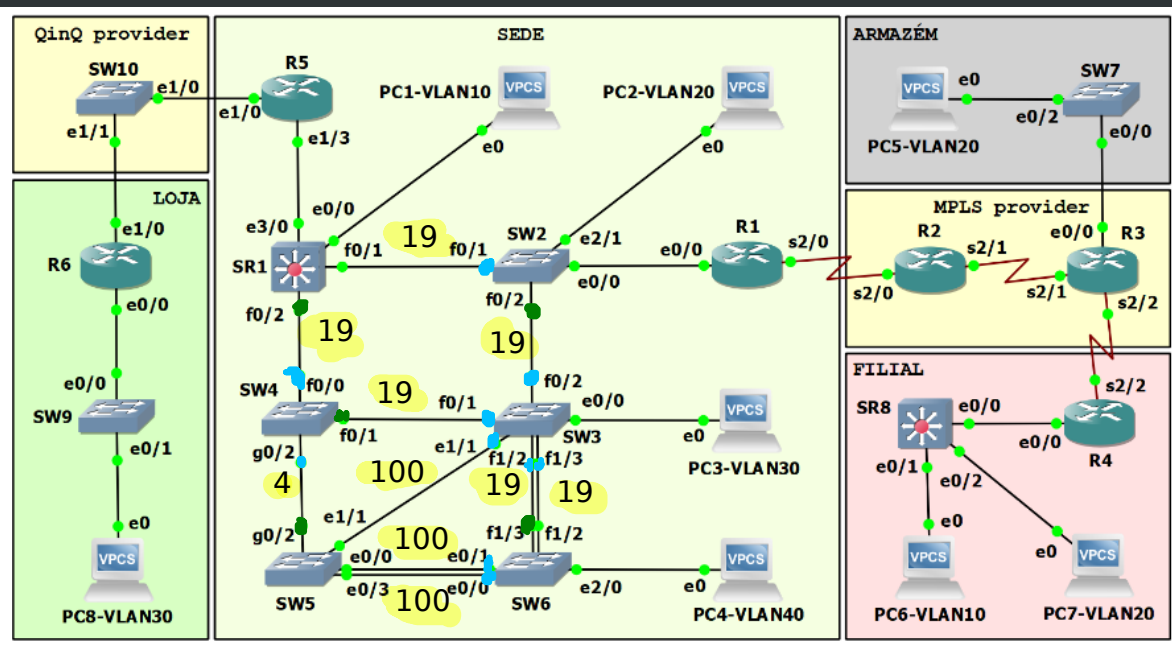 QinQ provider
SW10
e1/0
e1/1
LOJA
e1/0
R6
e0/0
e0/0
SW9
e0/1
e0
VPCS
PC8-VLAN30
SEDE
R5
e1/0
e1/3
PC1-VLAN10
VPCS
e0
PC2-VLAN20
VPCS
e0
e3/0
e0/0
SR1
f0/1
19
f0/1
SW2
e2/1
e0/0
e0/0
R1
s2/0
f0/2
19
f0/2
19
SW4
f0/0
19
f0/1
f0/2
e0/0
f0/1
SW3
VPCS
e0
PC3-VLAN30
g0/2
4
100
e1/1
f1/2
f1/3
19
19
g0/2
e1/1
100
f1/3
f1/2
e0/0
e0/1
SW5
e0/3
100
e0/0
SW6
e2/0
e0
VPCS
PC4-VLAN40
ARMAZÉM
VPCS
e0
PC5-VLAN20
SW7
e0/2
e0/0
MPLS provider
R2
s2/0
s2/1
e0/0
R3
s2/1
s2/2
FILIAL
SR8
e0/0
e0/0
s2/2
R4
e0/1
e0/2
e0
VPCS
PC6-VLAN10
e0
VPCS
PC7-VLAN20